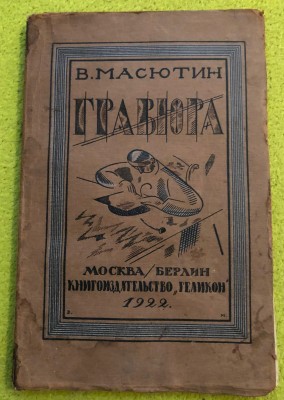 В. МАСЮТИН
ГРАВЮРА
МОСКВА/БЕРЛИН
КНИГОИЗДАТЕЛЬСТВО „ГЕЛИКОН"
1922.